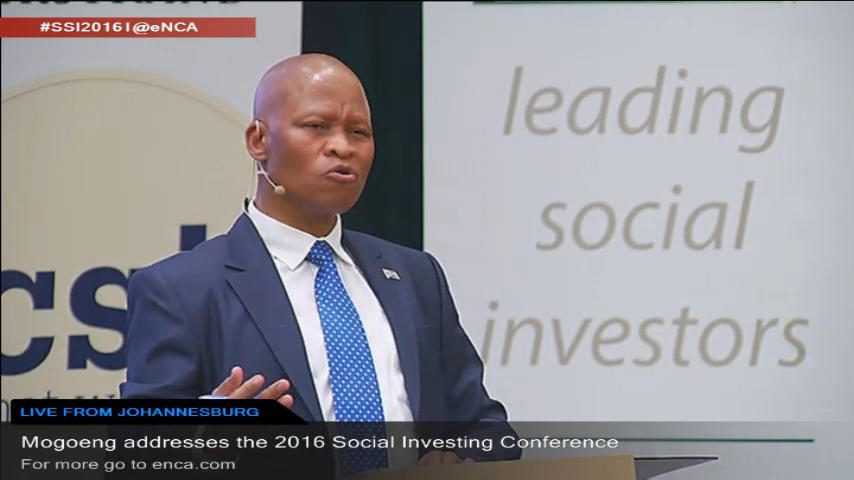 #SSI2016I@eNCA
leading
social
investors
csi
LIVE FROM JOHANNESBURG
Mogoeng addresses the 2016 Social Investing Conference
For more go to enca.com